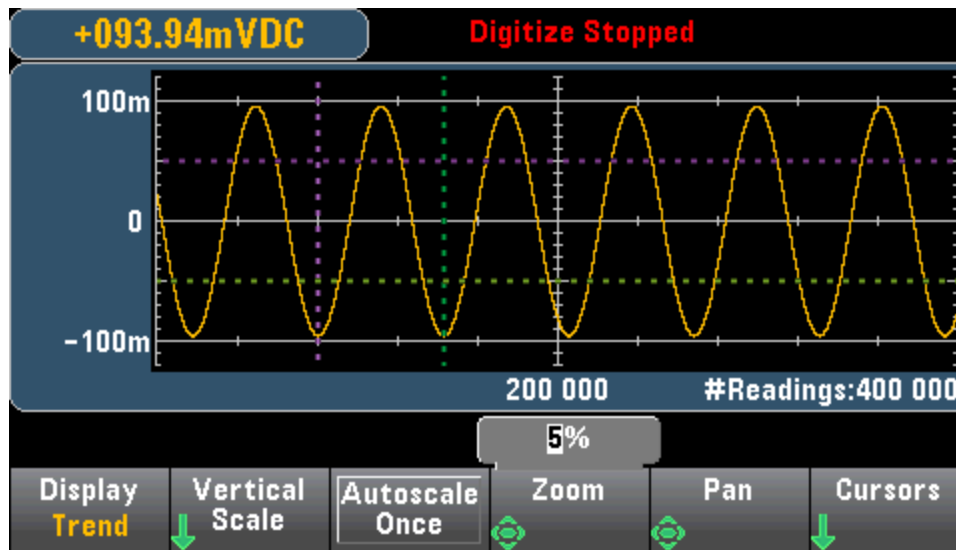 +093.94mVDC
Digitize Stopped
100m
0
-100m
200 000
#Readings:400 000
5%
Display
Trend
Vertical
Scale
Autoscale
Once
Zoom
Pan
Cursors